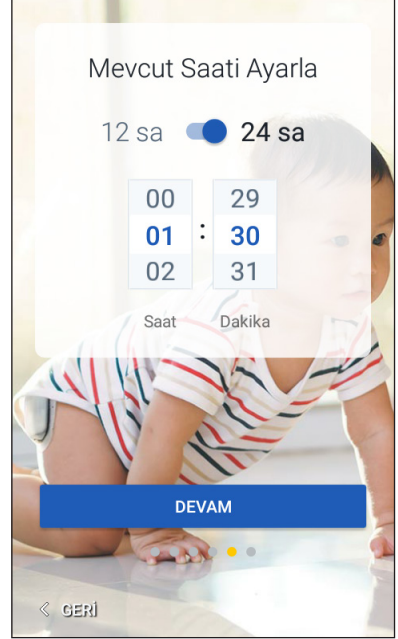 Mevcut Saati Ayarla
12 sa 24 sa
00 29
01 : 30
02 31
Saat Dakika
DEVAM
GERİ